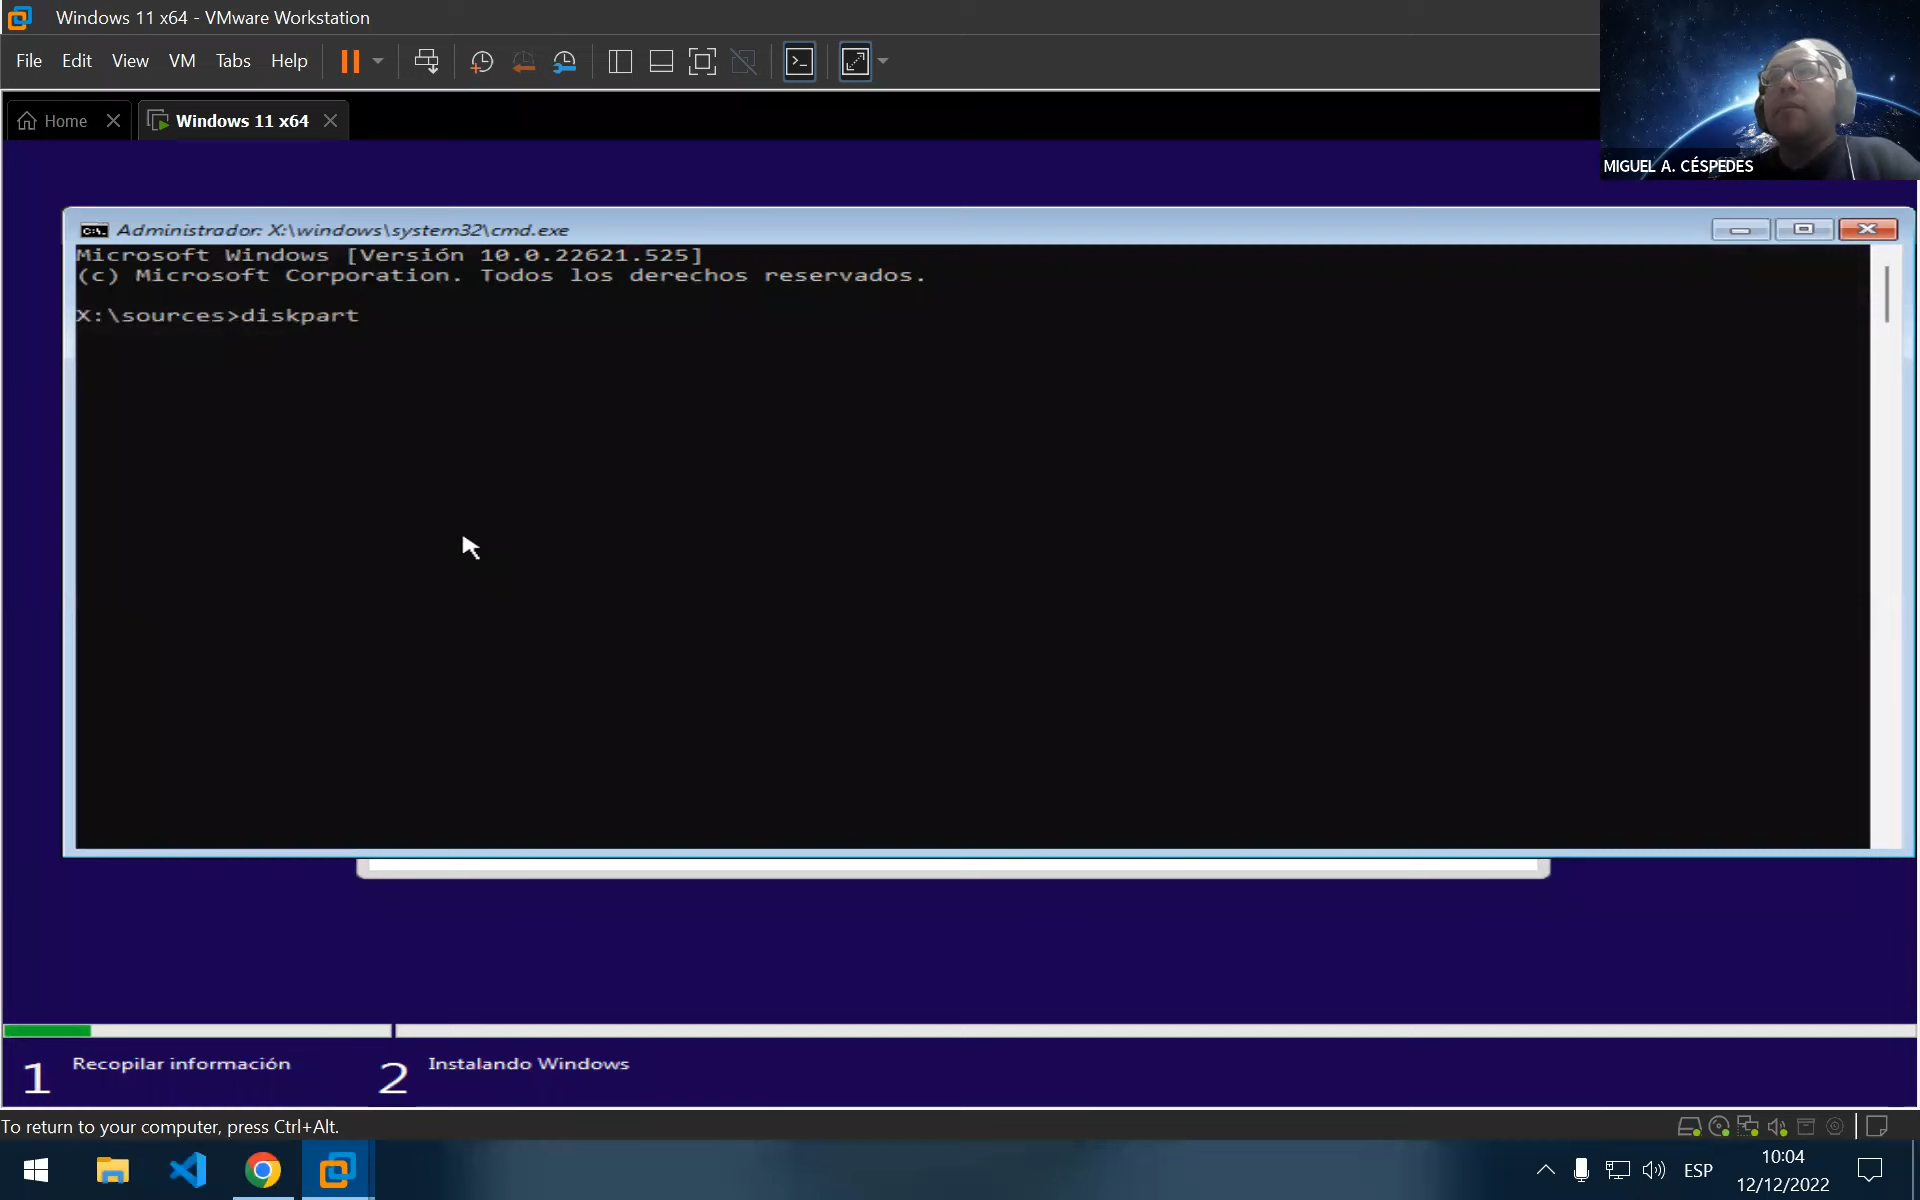 Windows 11 x64 - VMware Workstation
File Edit View VM Tabs Help
Home Windows 11 x64
MIGUEL A. CÉSPEDES
Administrador: X:\windows\system32\cmd.exe
Microsoft Windows [Versión 10.0.22621.525]
(c) Microsoft Corporation. Todos los derechos reservados.
X:\sources>diskpart
1 Recopilar información 2 Instalando Windows
To return to your computer, press Ctrl+Alt.
ESP 10:04
12/12/2022